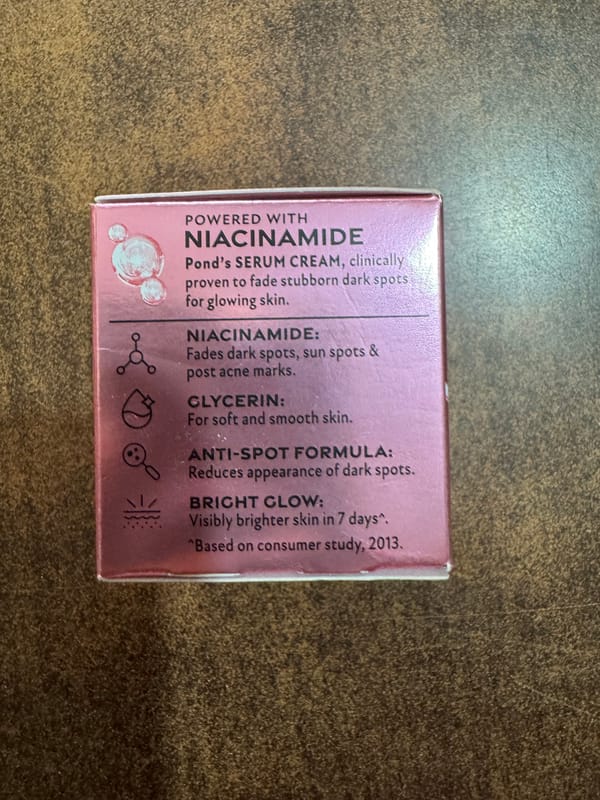 POWERED WITH
NIACINAMIDE
Pond's SERUM CREAM, clinically
proven to fade stubborn dark spots
for glowing skin.
NIACINAMIDE:
Fades dark spots, sun spots &
post acne marks.
GLYCERIN:
For soft and smooth skin.
ANTI-SPOT FORMULA:
Reduces appearance of dark spots.
BRIGHT GLOW:
Visibly brighter skin in 7 days^.
^Based on consumer study, 2013.